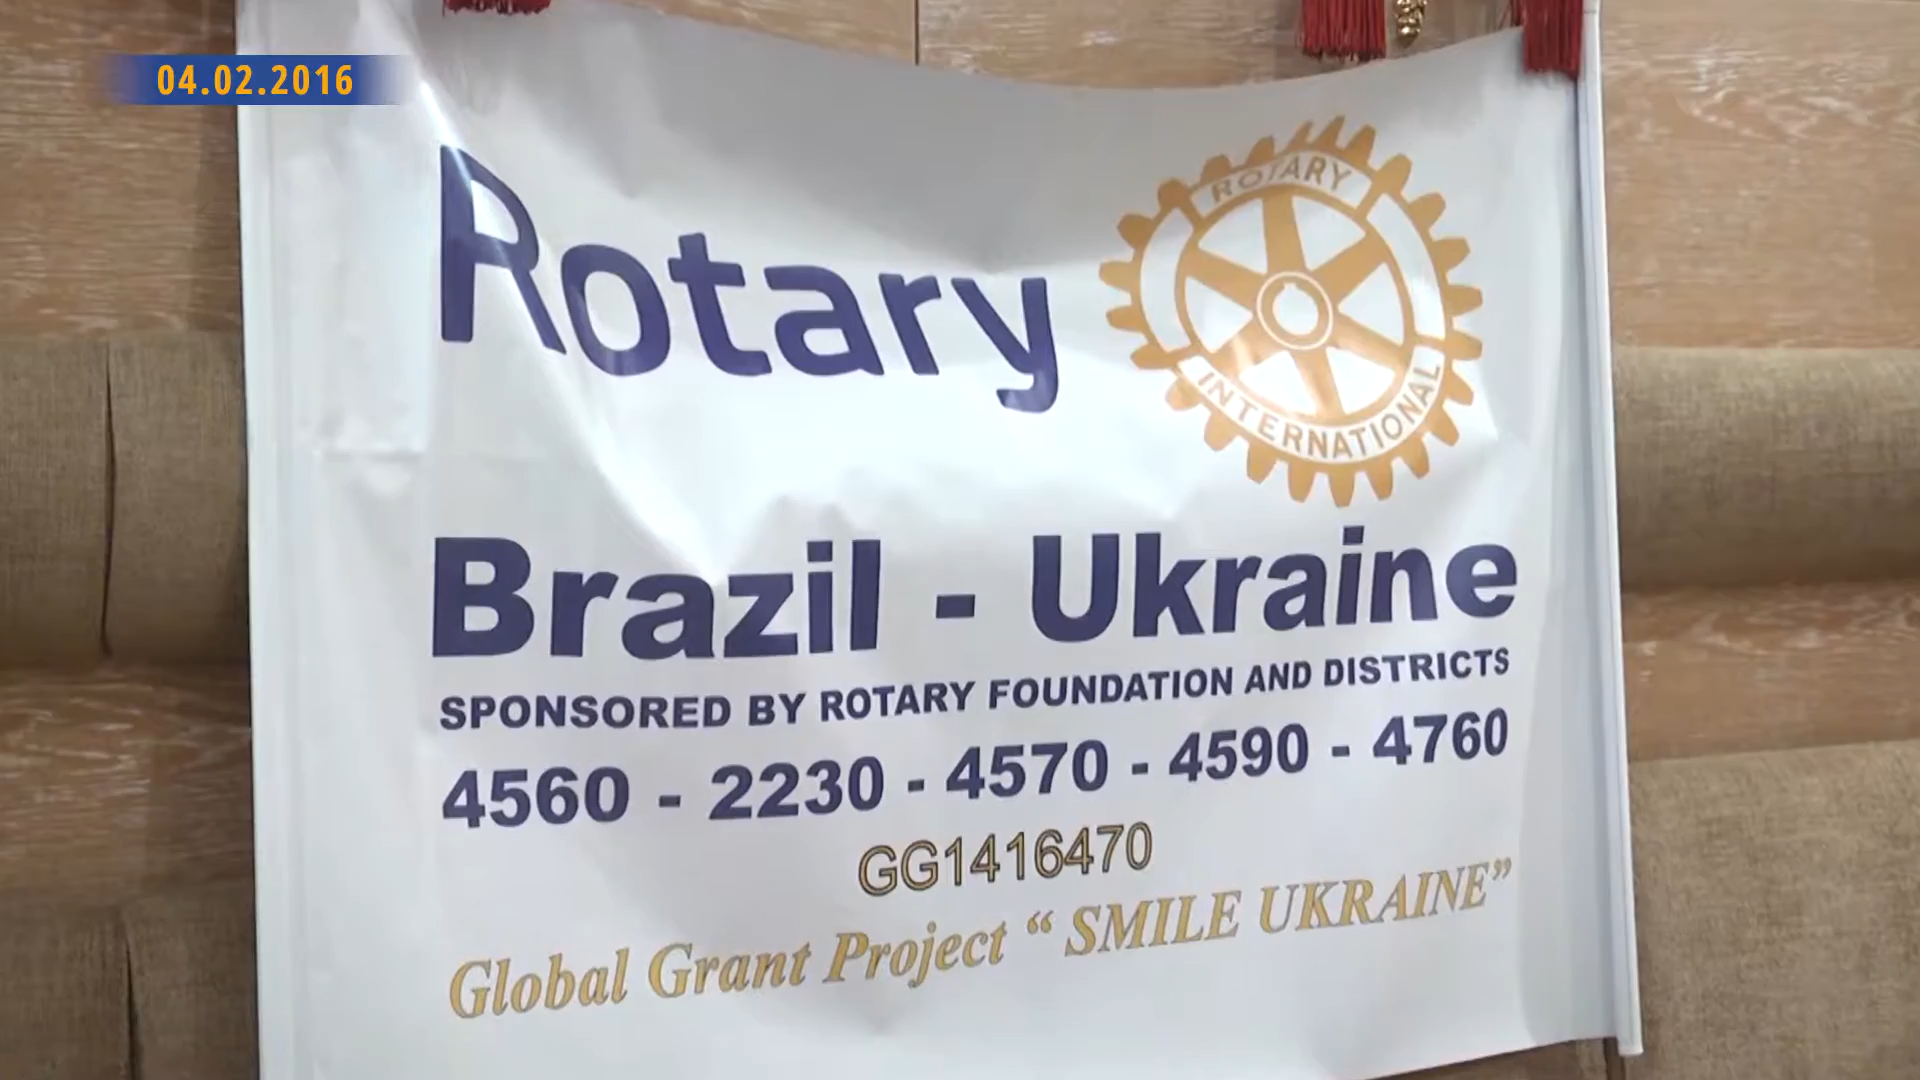 04.02.2016
Rotary
ROTARY
INTERNATIONAL
Brazil - Ukraine
SPONSORED BY ROTARY FOUNDATION AND DISTRICTS
4560 - 2230 - 4570 - 4590 - 4760
GG1416470
Global Grant Project “ SMILE UKRAINE”